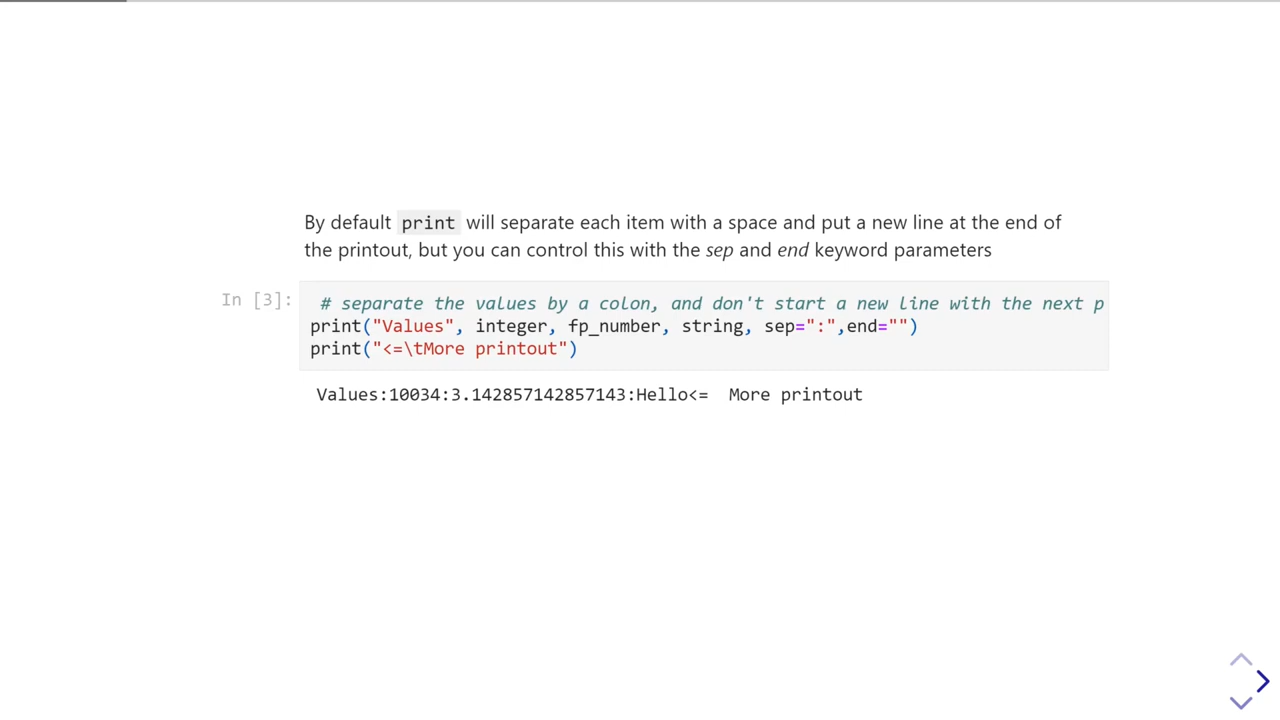 By default print will separate each item with a space and put a new line at the end of
the printout, but you can control this with the sep and end keyword parameters
In [3]:
# separate the values by a colon, and don't start a new line with the next p
print("Values", integer, fp_number, string, sep=":",end="")
print("<=\tMore printout")
Values:10034:3.142857142857143:Hello<=  More printout